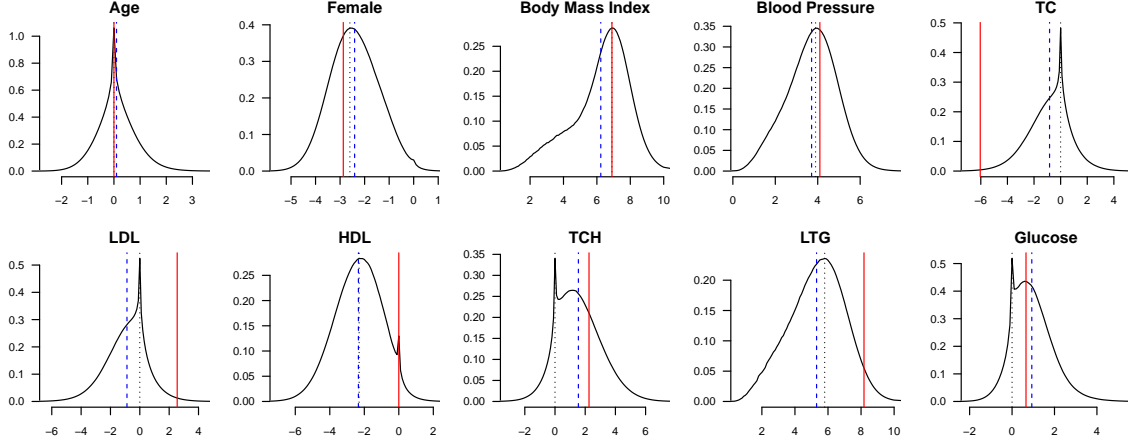 Age Female Body Mass Index Blood Pressure TC
1.0 0.8 0.6 0.4 0.2 0.0
−2 −1 0 1 2 3
0.4 0.3 0.2 0.1 0.0
−5 −4 −3 −2 −1 0 1
0.25 0.20 0.15 0.10 0.05 0.00
2 4 6 8 10
0.35 0.30 0.25 0.20 0.15 0.10 0.05 0.00
0 2 4 6
0.5 0.4 0.3 0.2 0.1 0.0
−6 −4 −2 0 2 4
LDL HDL TCH LTG Glucose
0.5 0.4 0.3 0.2 0.1 0.0
−6 −4 −2 0 2 4
0.25 0.20 0.15 0.10 0.05 0.00
−6 −4 −2 0 2
0.35 0.30 0.25 0.20 0.15 0.10 0.05 0.00
−4 −2 0 2 4 6
0.20 0.15 0.10 0.05 0.00
2 4 6 8 10
0.5 0.4 0.3 0.2 0.1 0.0
−2 0 2 4